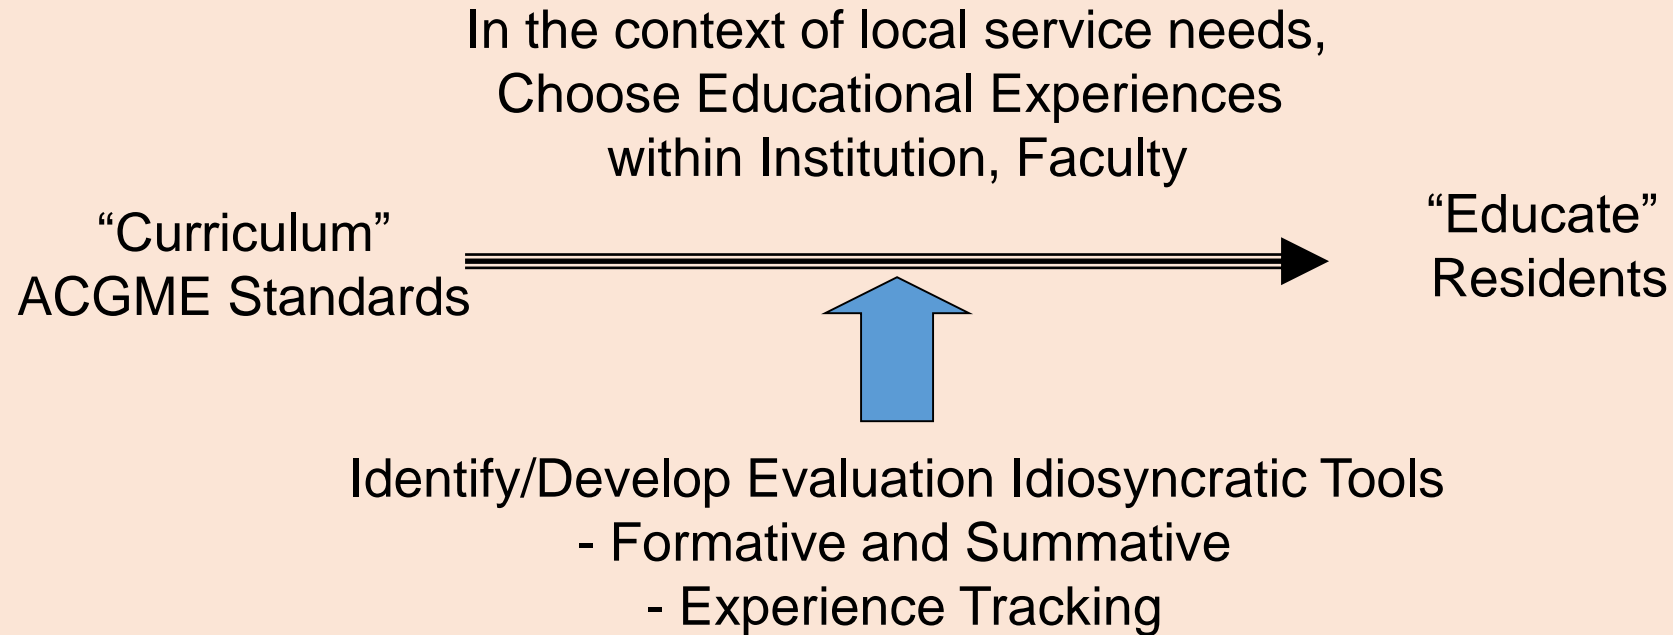 In the context of local service needs,
Choose Educational Experiences
within Institution, Faculty
“Curriculum”
ACGME Standards
“Educate”
Residents
Identify/Develop Evaluation Idiosyncratic Tools
- Formative and Summative
- Experience Tracking